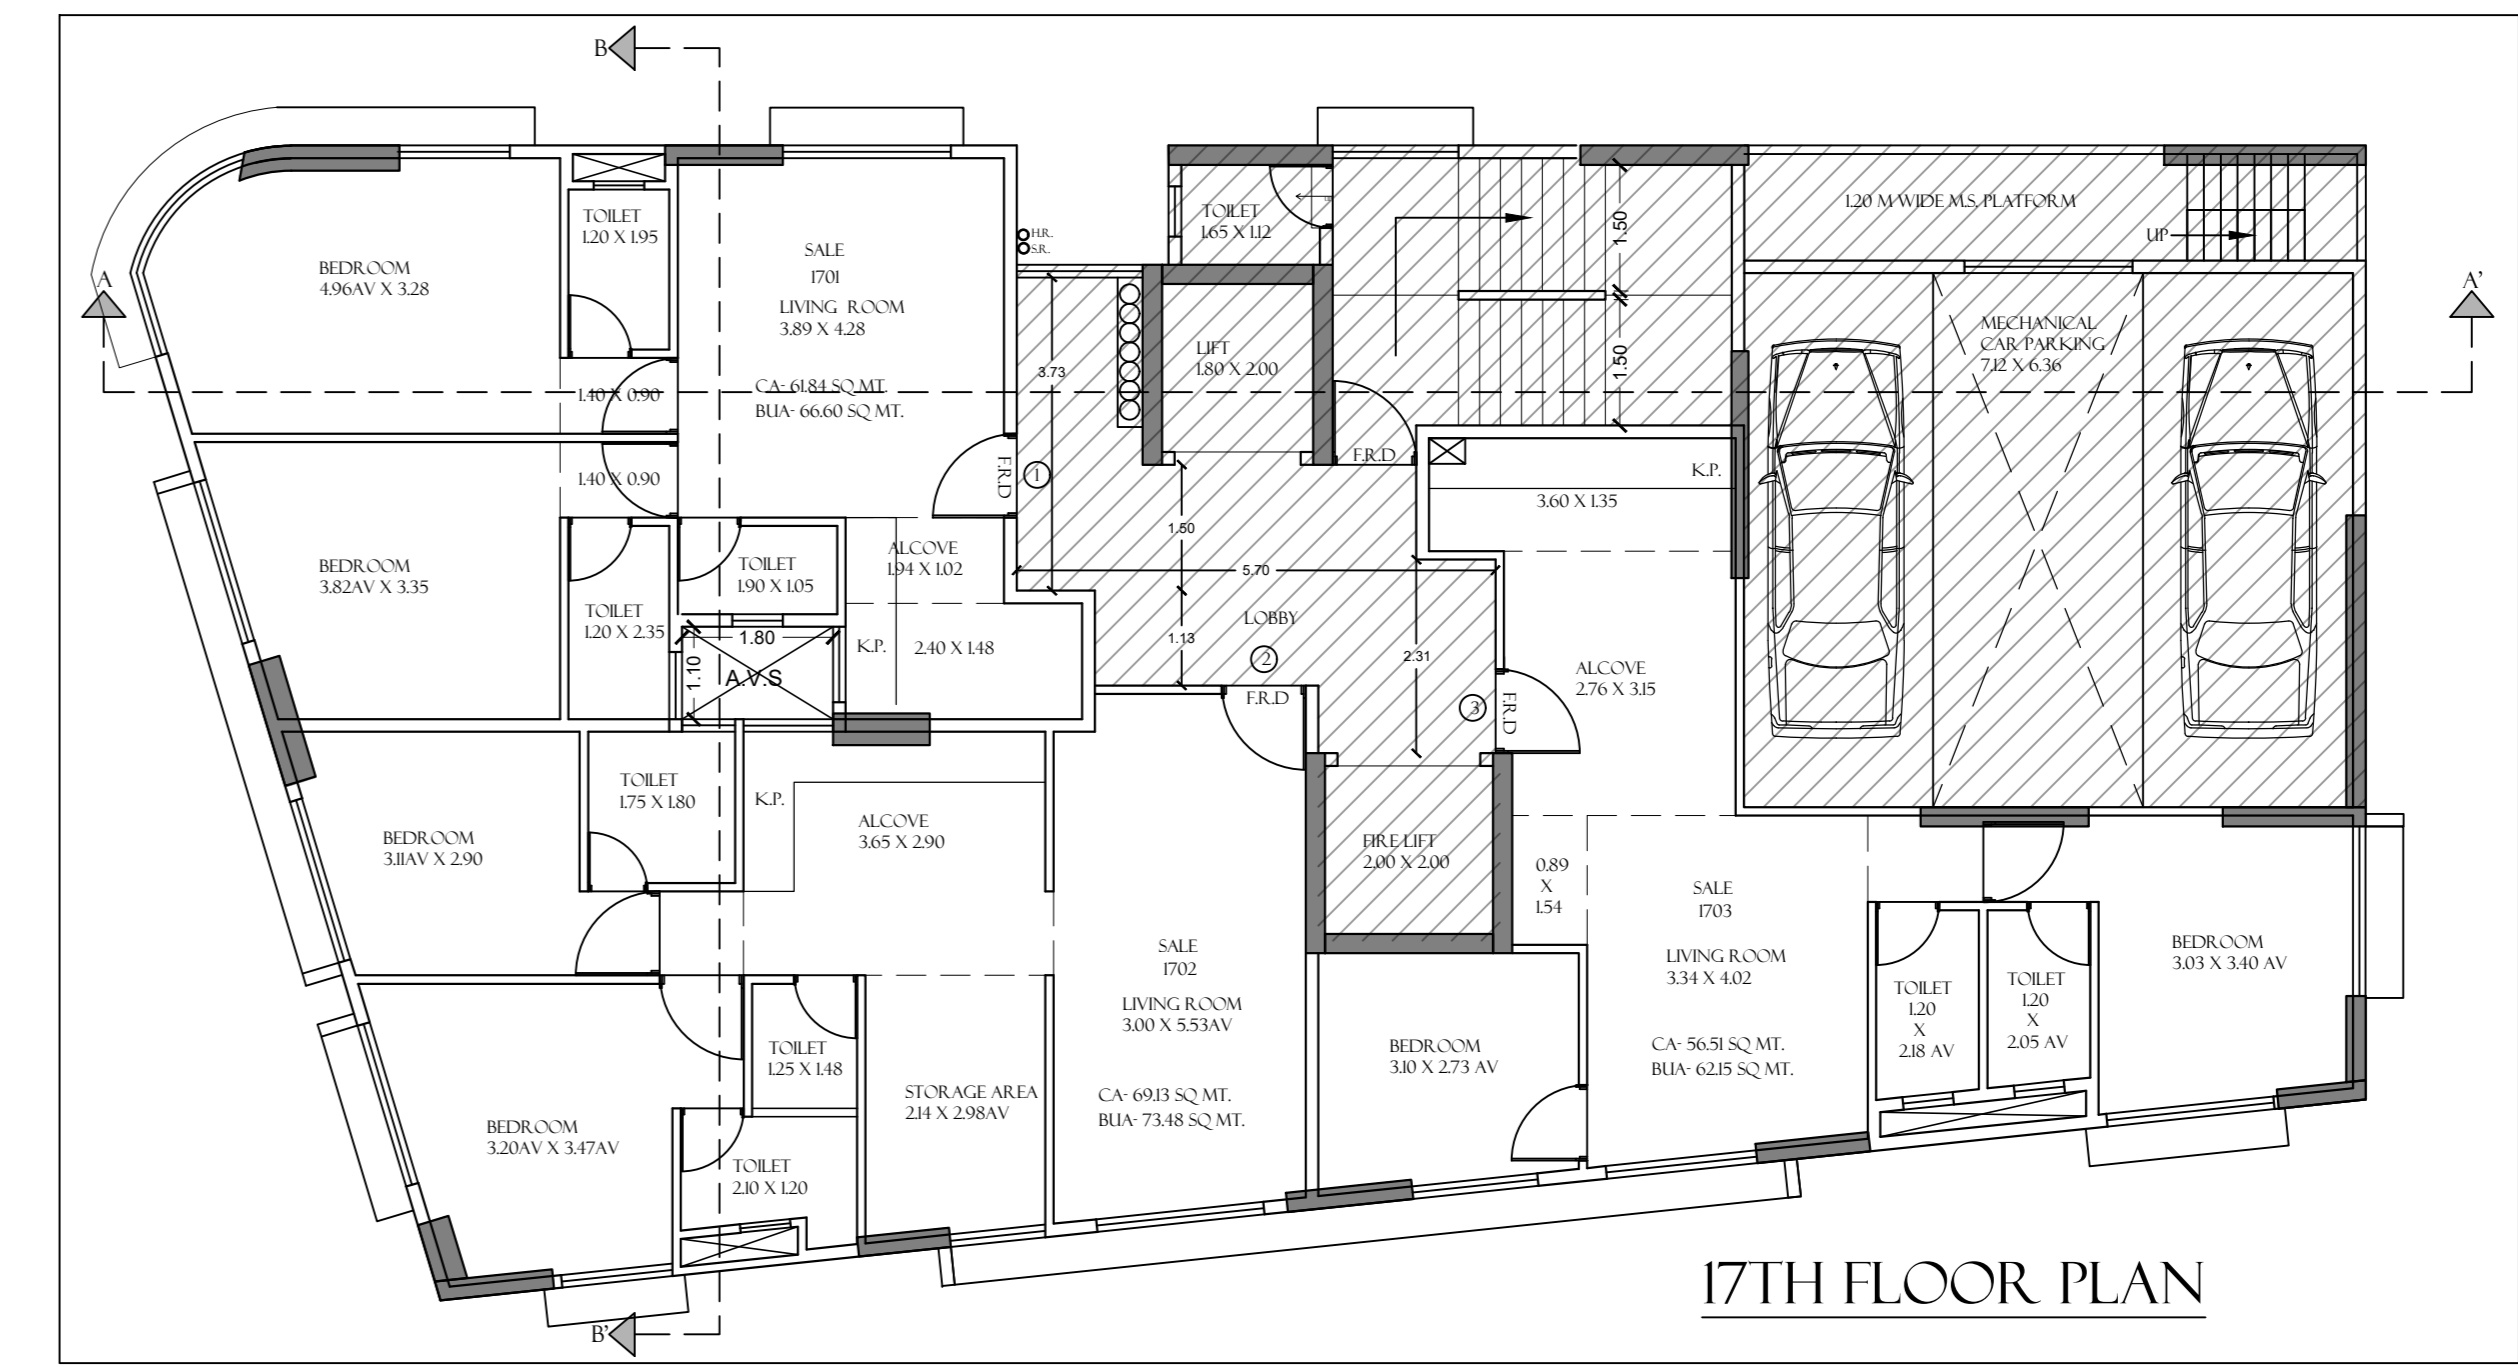 B
A
A'
BEDROOM
4.96AV X 3.28
TOILET
1.20 X 1.95
SALE
1701
LIVING ROOM
3.89 X 4.28
CA- 61.84 SQ MT.
BUA- 66.60 SQ MT.
1.40 X 0.90
1.40 X 0.90
H.R.
S.R.
TOILET
1.65 X 1.12
1.50
1.50
1.20 M WIDE M.S. PLATFORM
UP
LIFT
1.80 X 2.00
3.73
MECHANICAL
CAR PARKING
7.12 X 6.36
F.R.D
1
F.R.D
K.P.
3.60 X 1.35
BEDROOM
3.82AV X 3.35
TOILET
1.20 X 2.35
TOILET
1.90 X 1.05
ALCOVE
1.94 X 1.02
1.80
1.10
A.V.S
K.P.
2.40 X 1.48
1.50
5.70
LOBBY
1.13
2
2.31
F.R.D
3
F.R.D
ALCOVE
2.76 X 3.15
BEDROOM
3.11AV X 2.90
TOILET
1.75 X 1.80
K.P.
ALCOVE
3.65 X 2.90
FIRE LIFT
2.00 X 2.00
0.89
X
1.54
SALE
1703
LIVING ROOM
3.34 X 4.02
CA- 56.51 SQ MT.
BUA- 62.15 SQ MT.
SALE
1702
LIVING ROOM
3.00 X 5.53AV
CA- 69.13 SQ MT.
BUA- 73.48 SQ MT.
BEDROOM
3.03 X 3.40 AV
TOILET
1.20
X
2.18 AV
TOILET
1.20
X
2.05 AV
BEDROOM
3.10 X 2.73 AV
TOILET
1.25 X 1.48
STORAGE AREA
2.14 X 2.98AV
BEDROOM
3.20AV X 3.47AV
TOILET
2.10 X 1.20
B'
17TH FLOOR PLAN